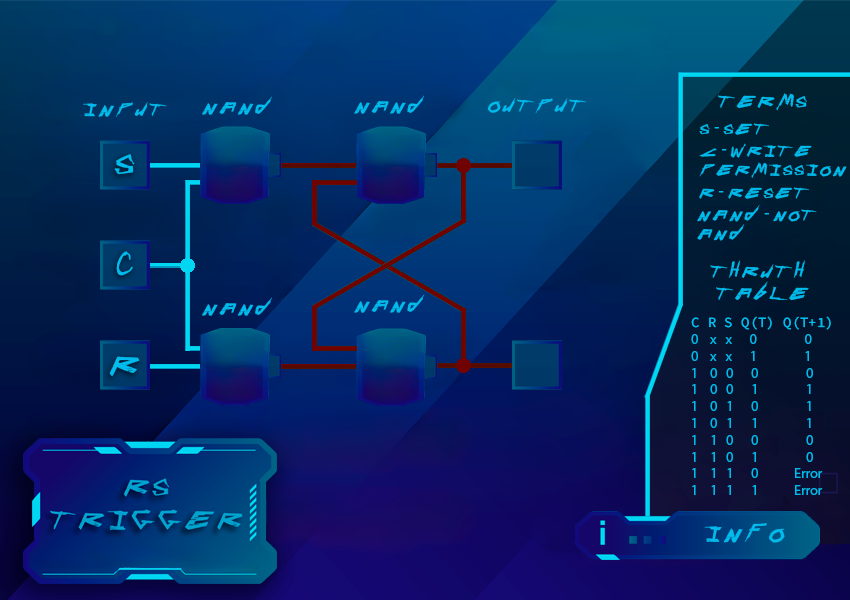 INPUT NAND NAND OUTPUT
S
C
R
NAND NAND
RS
TRIGGER
TERMS
S-SET
C-WRITE
PERMISSION
R-RESET
NAND-NOT
AND
THRUTH
TABLE
C R S Q(T) Q(T+1)
0 x x 0 0
0 x x 1 1
1 0 0 0 0
1 0 0 1 1
1 0 1 0 1
1 0 1 1 1
1 1 0 0 0
1 1 0 1 0
1 1 1 0 Error
1 1 1 1 Error
i INFO